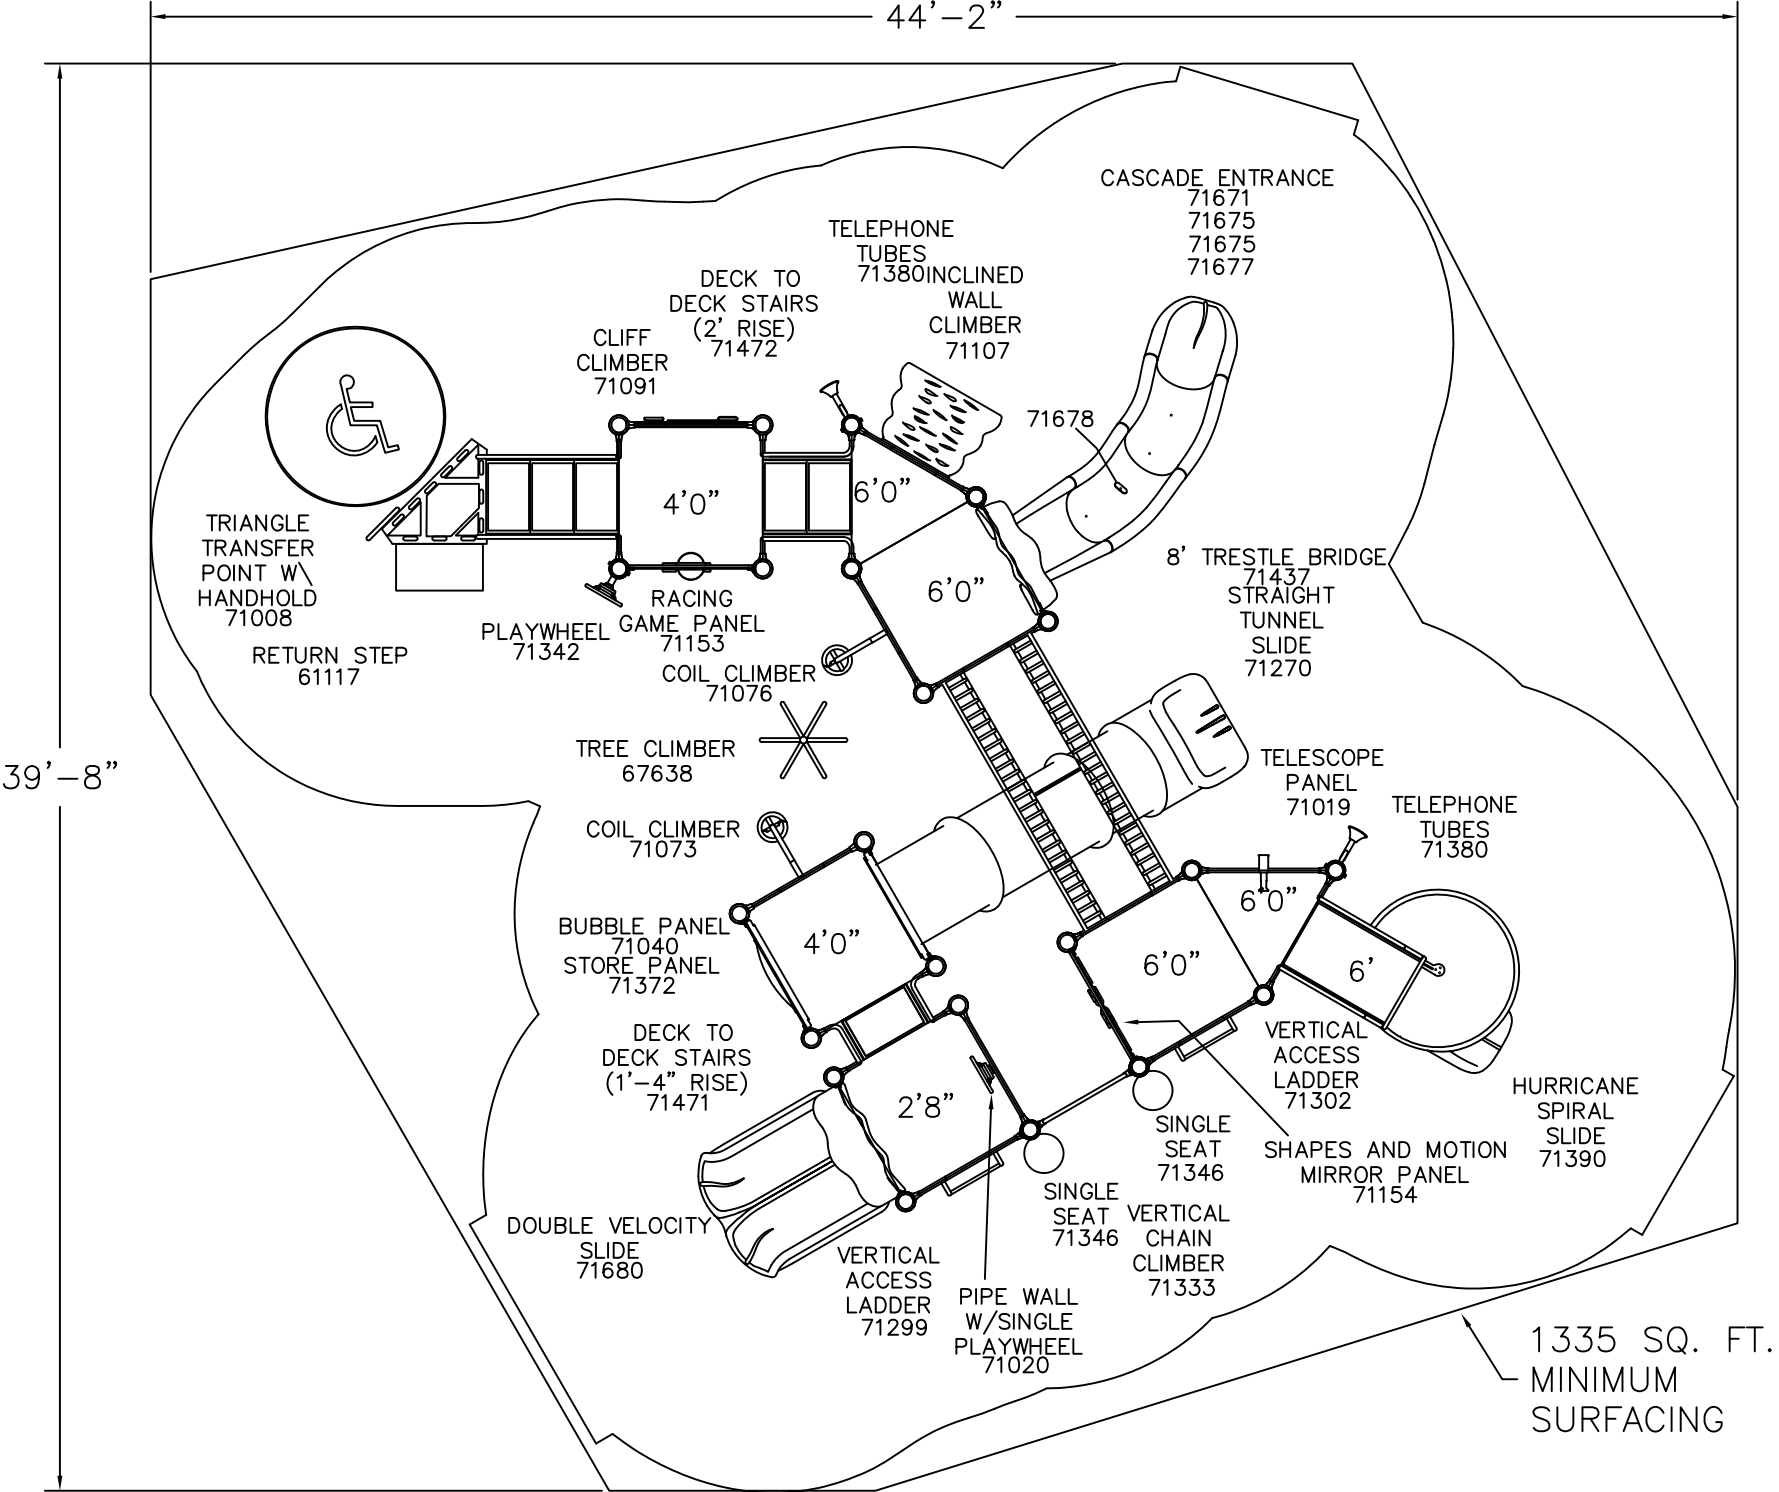 44'-2"
CASCADE ENTRANCE
71671
71675
71675
71677
TELEPHONE
TUBES
71380
INCLINED
WALL
CLIMBER
71107
DECK TO
DECK STAIRS
(2' RISE)
71472
CLIFF
CLIMBER
71091
71678
4'0"
6'0"
6'0"
TRIANGLE
TRANSFER
POINT W\
HANDHOLD
71008
RETURN STEP
61117
PLAYWHEEL
71342
RACING
GAME PANEL
71153
COIL CLIMBER
71076
8' TRESTLE BRIDGE
71437
STRAIGHT
TUNNEL
SLIDE
71270
TREE CLIMBER
67638
39'-8"
TELESCOPE
PANEL
71019
TELEPHONE
TUBES
71380
COIL CLIMBER
71073
6'0"
BUBBLE PANEL
71040
STORE PANEL
71372
4'0"
6'0"
6'
DECK TO
DECK STAIRS
(1'-4" RISE)
71471
2'8"
VERTICAL
ACCESS
LADDER
71302
HURRICANE
SPIRAL
SLIDE
71390
SINGLE
SEAT
71346
SHAPES AND MOTION
MIRROR PANEL
71154
SINGLE
SEAT
71346
VERTICAL
CHAIN
CLIMBER
71333
DOUBLE VELOCITY
SLIDE
71680
VERTICAL
ACCESS
LADDER
71299
PIPE WALL
W/SINGLE
PLAYWHEEL
71020
1335 SQ. FT.
MINIMUM
SURFACING